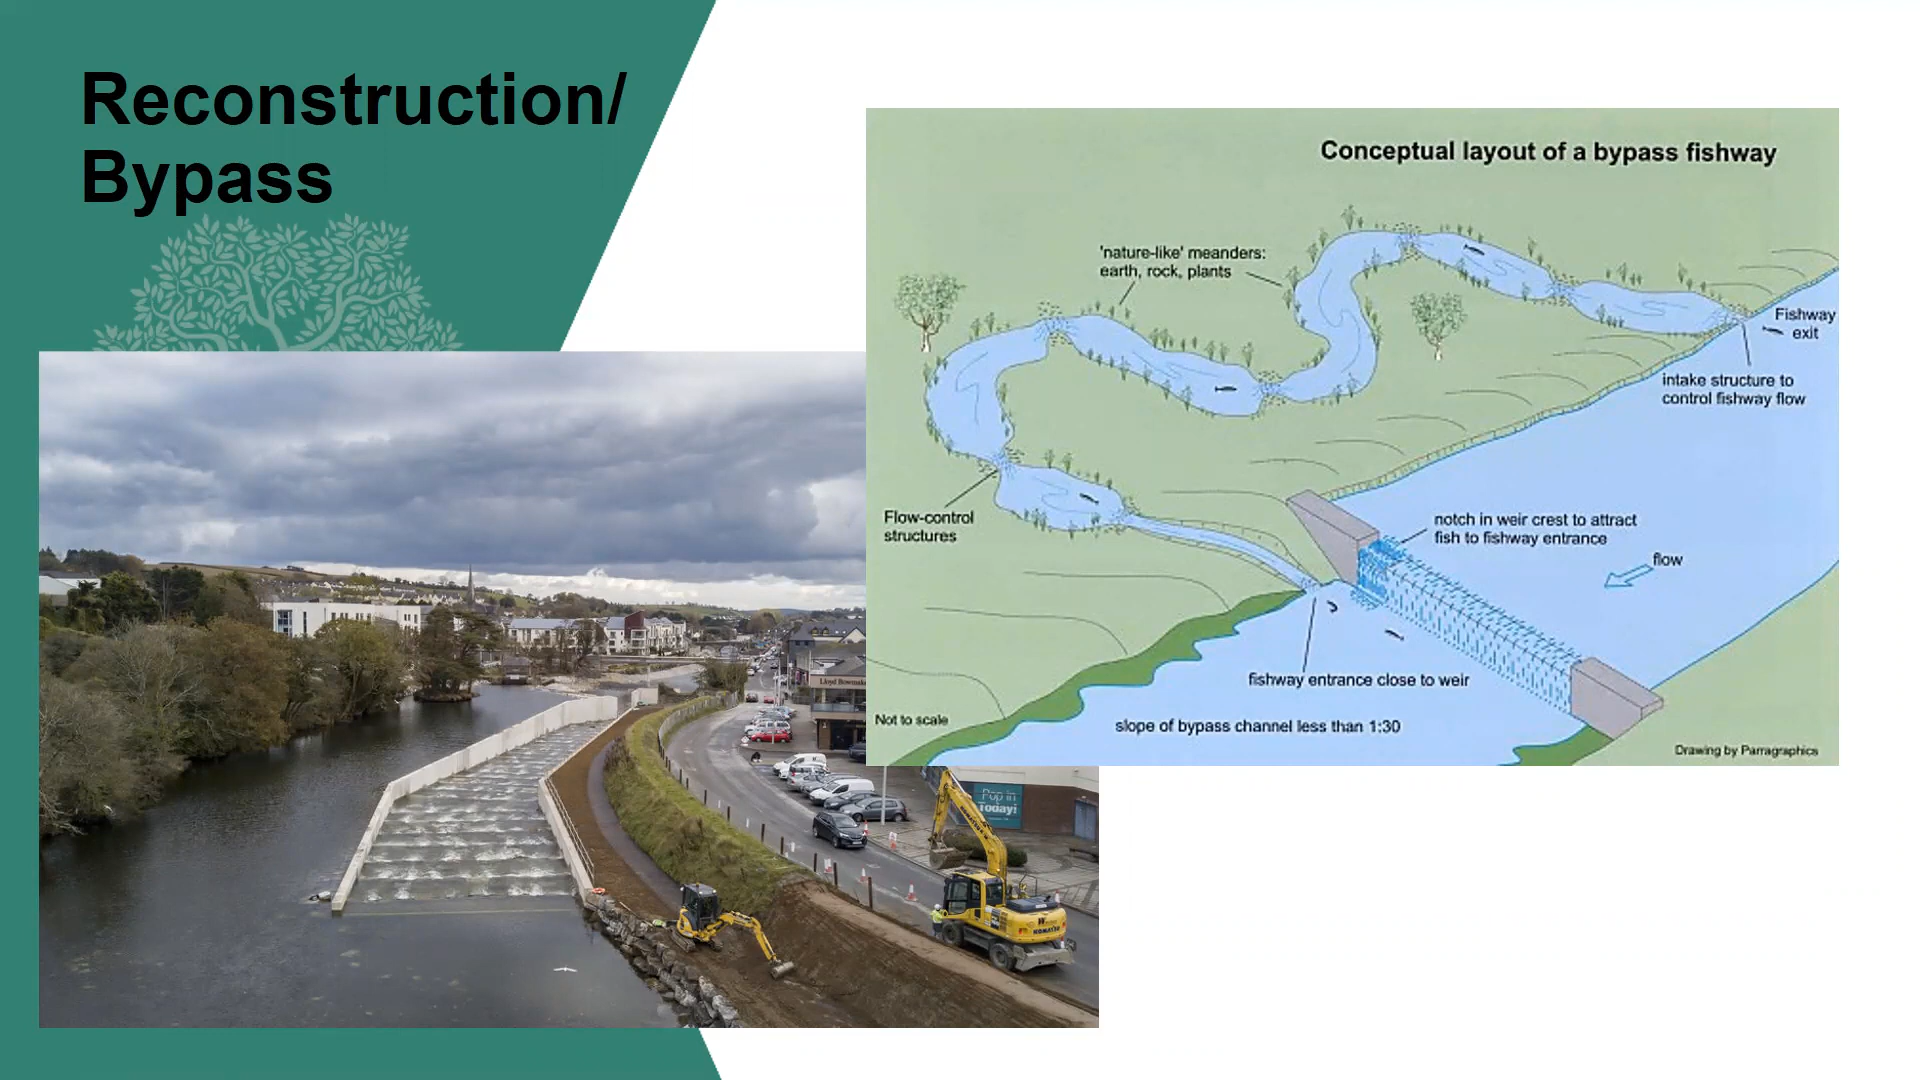 Reconstruction/
Bypass
Conceptual layout of a bypass fishway
'nature-like' meanders:
earth, rock, plants
Fishway
exit
intake structure to
control fishway flow
Flow-control
structures
notch in weir crest to attract
fish to fishway entrance
flow
fishway entrance close to weir
Not to scale
slope of bypass channel less than 1:30
Drawing by Parragraphics
Pop in
Today!
KOMATSU